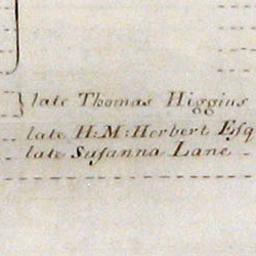 late Thomas Higgins
late H:M: Herbert Esq
late Susanna Lane